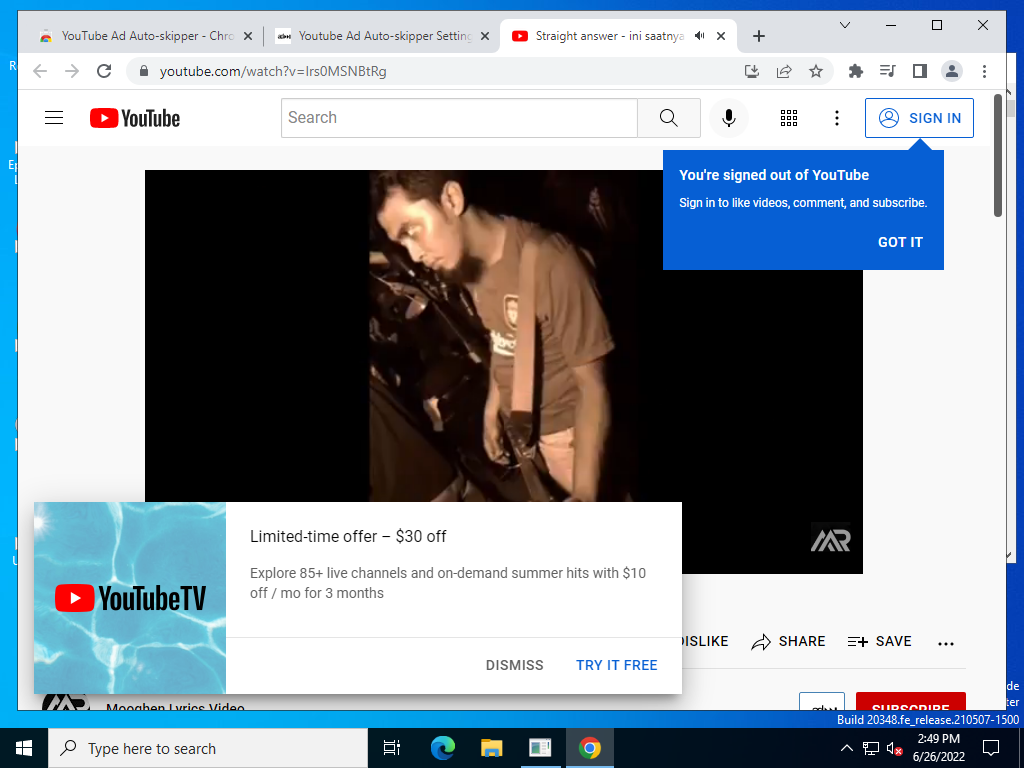 YouTube Ad Auto-skipper - Chro
Youtube Ad Auto-skipper Setting
Straight answer - ini saatnya
youtube.com/watch?v=Irs0MSNBtRg
YouTube
Search
SIGN IN
You're signed out of YouTube
Sign in to like videos, comment, and subscribe.
GOT IT
MR
YouTubeTV
Limited-time offer – $30 off
Explore 85+ live channels and on-demand summer hits with $10
off / mo for 3 months
DISMISS
TRY IT FREE
DISLIKE
SHARE
SAVE
Mooghen Lyrics Video
SUBSCRIBE
Build 20348.fe_release.210507-1500
Type here to search
2:49 PM
6/26/2022